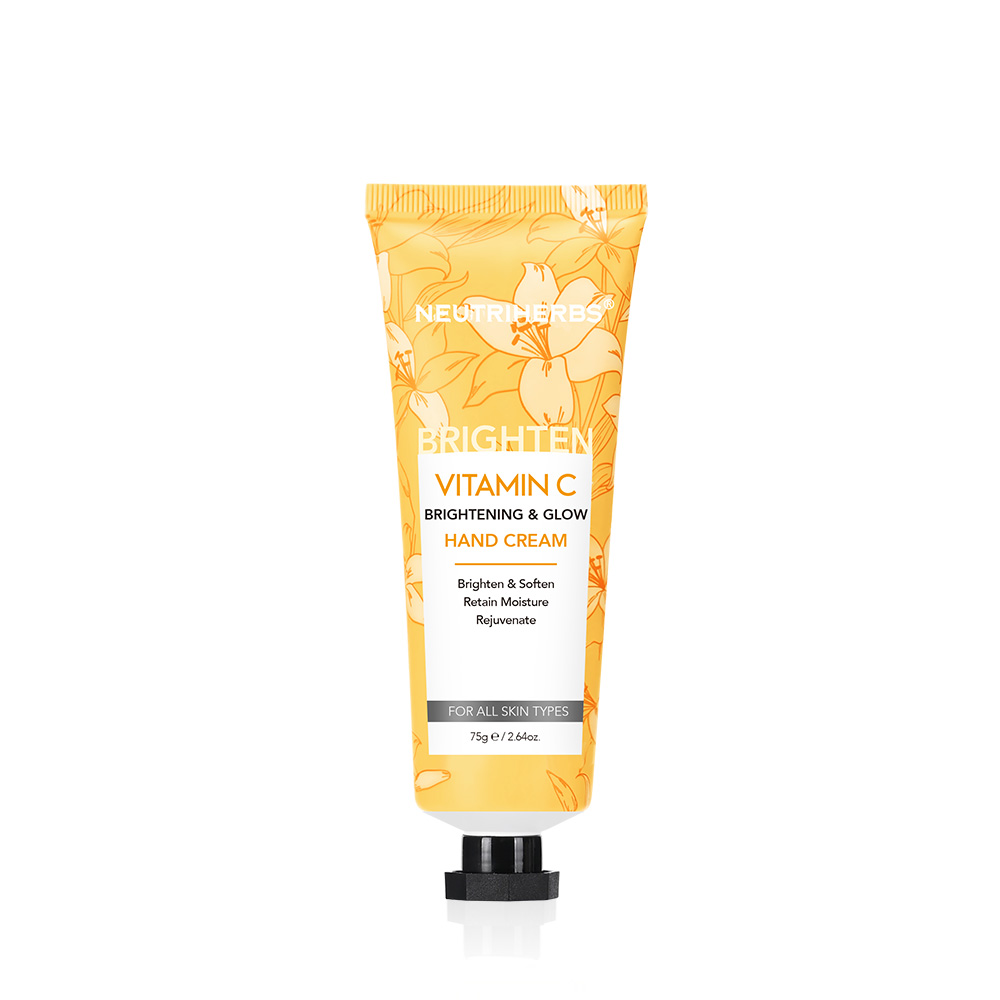 NEUTRIHERBS®
BRIGHTEN
VITAMIN C
BRIGHTENING & GLOW
HAND CREAM
Brighten & Soften
Retain Moisture
Rejuvenate
FOR ALL SKIN TYPES
75g ℮ / 2.64oz.